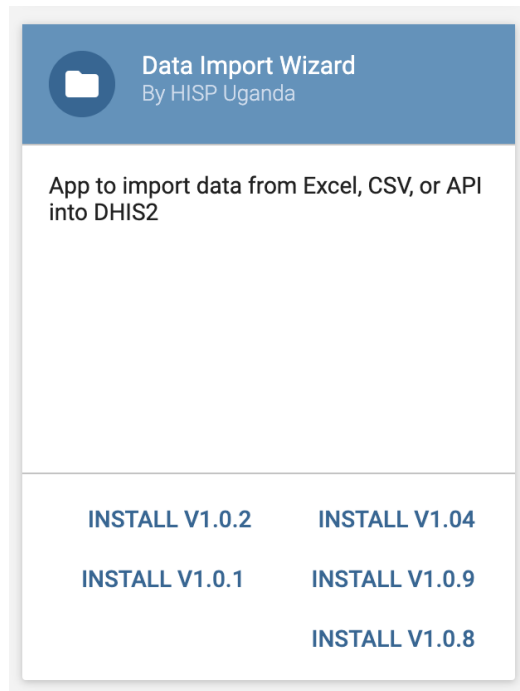 Data Import Wizard
By HISP Uganda
App to import data from Excel, CSV, or API
into DHIS2
INSTALL V1.0.2 INSTALL V1.04
INSTALL V1.0.1 INSTALL V1.0.9
INSTALL V1.0.8